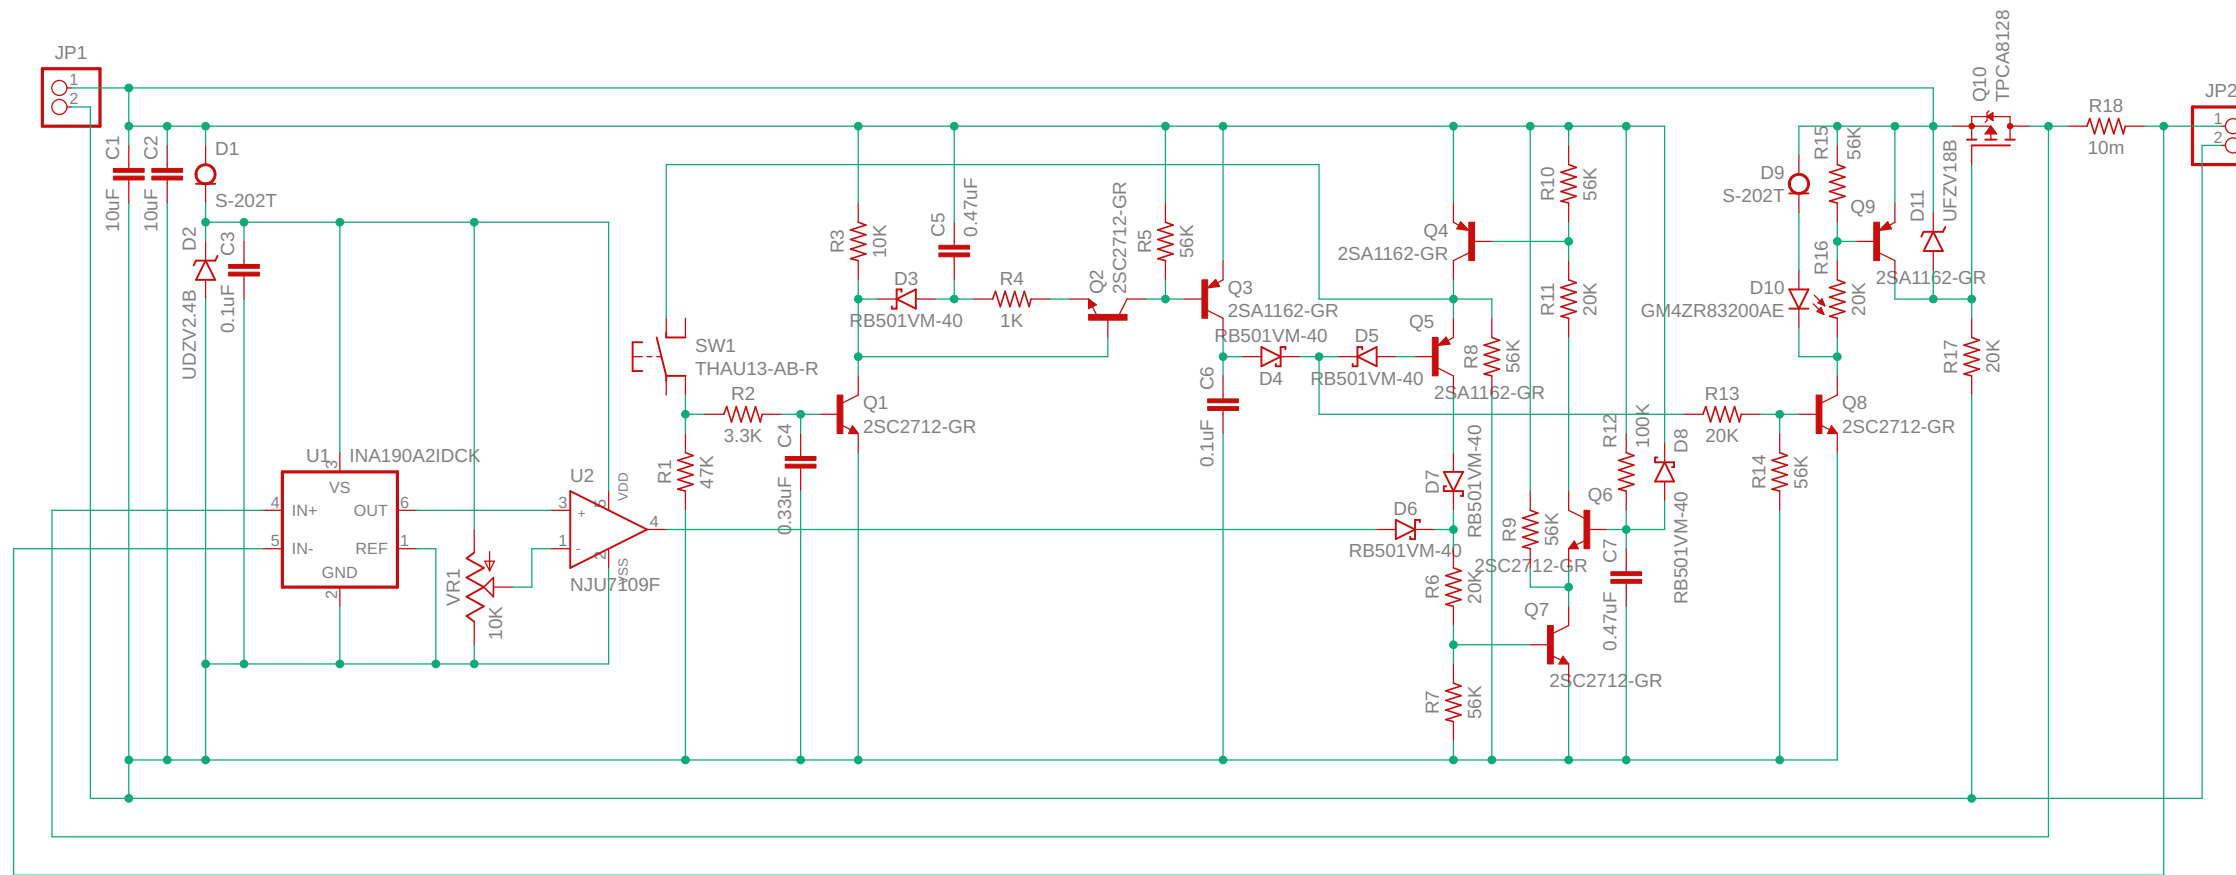 JP1
1
2
C1
10uF
C2
10uF
D1
S-202T
D2
UDZV2.4B
C3
0.1uF
U1
INA190A2IDCK
3
VS
4
IN+
OUT
6
5
IN-
REF
1
GND
2
VR1
10K
U2
3
+
5
VDD
4
1
-
2
VSS
NJU7109F
SW1
THAU13-AB-R
R2
3.3K
R1
47K
C4
0.33uF
Q1
2SC2712-GR
R3
10K
D3
RB501VM-40
C5
0.47uF
R4
1K
Q2
2SC2712-GR
R5
56K
Q3
2SA1162-GR
RB501VM-40
D4
D5
RB501VM-40
C6
0.1uF
Q4
2SA1162-GR
Q5
2SA1162-GR
R8
56K
R10
56K
R11
20K
D7
RB501VM-40
D6
RB501VM-40
R6
20K
R7
56K
R9
56K
Q6
2SC2712-GR
Q7
2SC2712-GR
R12
100K
C7
0.47uF
D8
RB501VM-40
R13
20K
R14
56K
Q8
2SC2712-GR
D9
S-202T
D10
GM4ZR83200AE
R15
56K
R16
20K
Q9
2SA1162-GR
D11
UFZV18B
R17
20K
Q10
TPCA8128
R18
10m
JP2
1
2